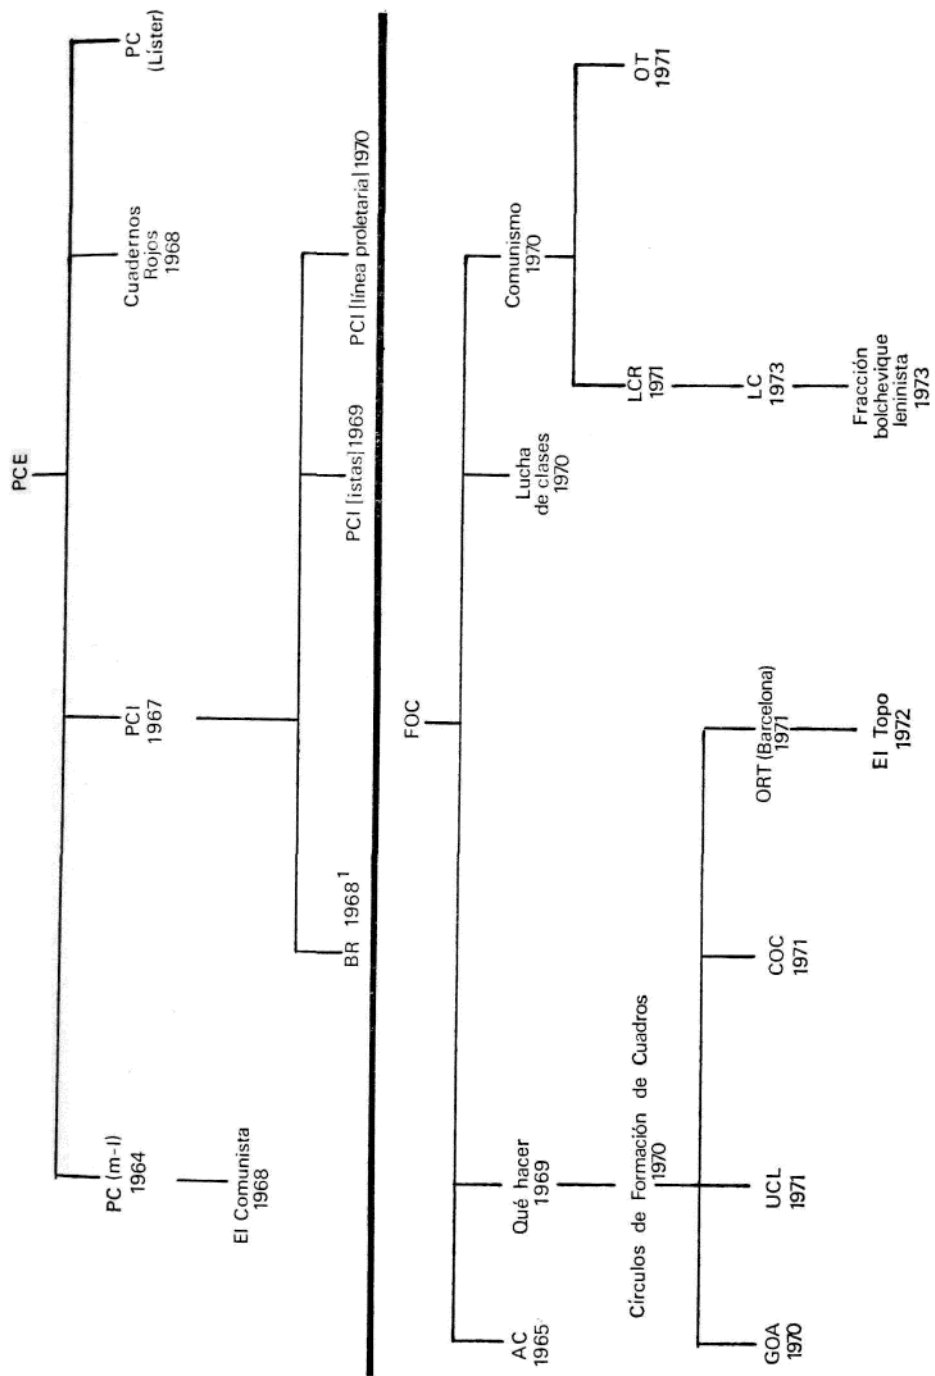 PCE
PC (m-l)
1964
El Comunista
1968
PCI
1967
Cuadernos
Rojos
1968
PC
(Líster)
BR 1968¹
PCI [istas] 1969
PCI [línea proletaria] 1970
FOC
AC
1965
Qué hacer
1969
Círculos de Formación de Cuadros
1970
GOA
1970
UCL
1971
COC
1971
ORT (Barcelona)
1971
El Topo
1972
Lucha
de clases
1970
Comunismo
1970
LCR
1971
LC
1973
Fracción
bolchevique
leninista
1973
OT
1971